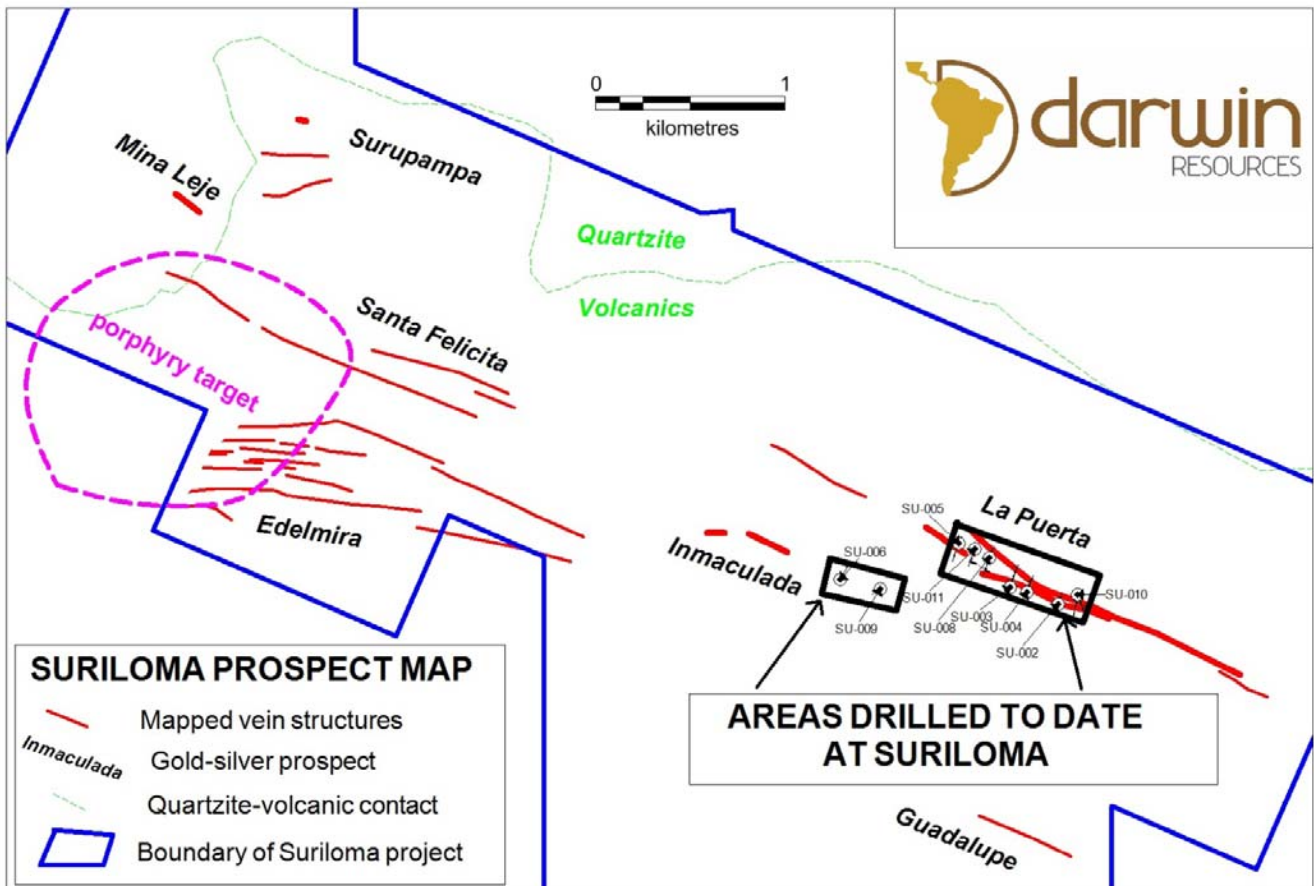 0 1
kilometres
darwin
RESOURCES
Mina Leje
Surupampa
Quartzite
Volcanics
Santa Felicita
porphyry target
Edelmira
La Puerta
SU-005
Inmaculada
SU-006
SU-011
SU-010
SU-003
SU-009
SU-008
SU-004
SU-002
AREAS DRILLED TO DATE
AT SURILOMA
Guadalupe
SURILOMA PROSPECT MAP
Mapped vein structures
Inmaculada Gold-silver prospect
Quartzite-volcanic contact
Boundary of Suriloma project